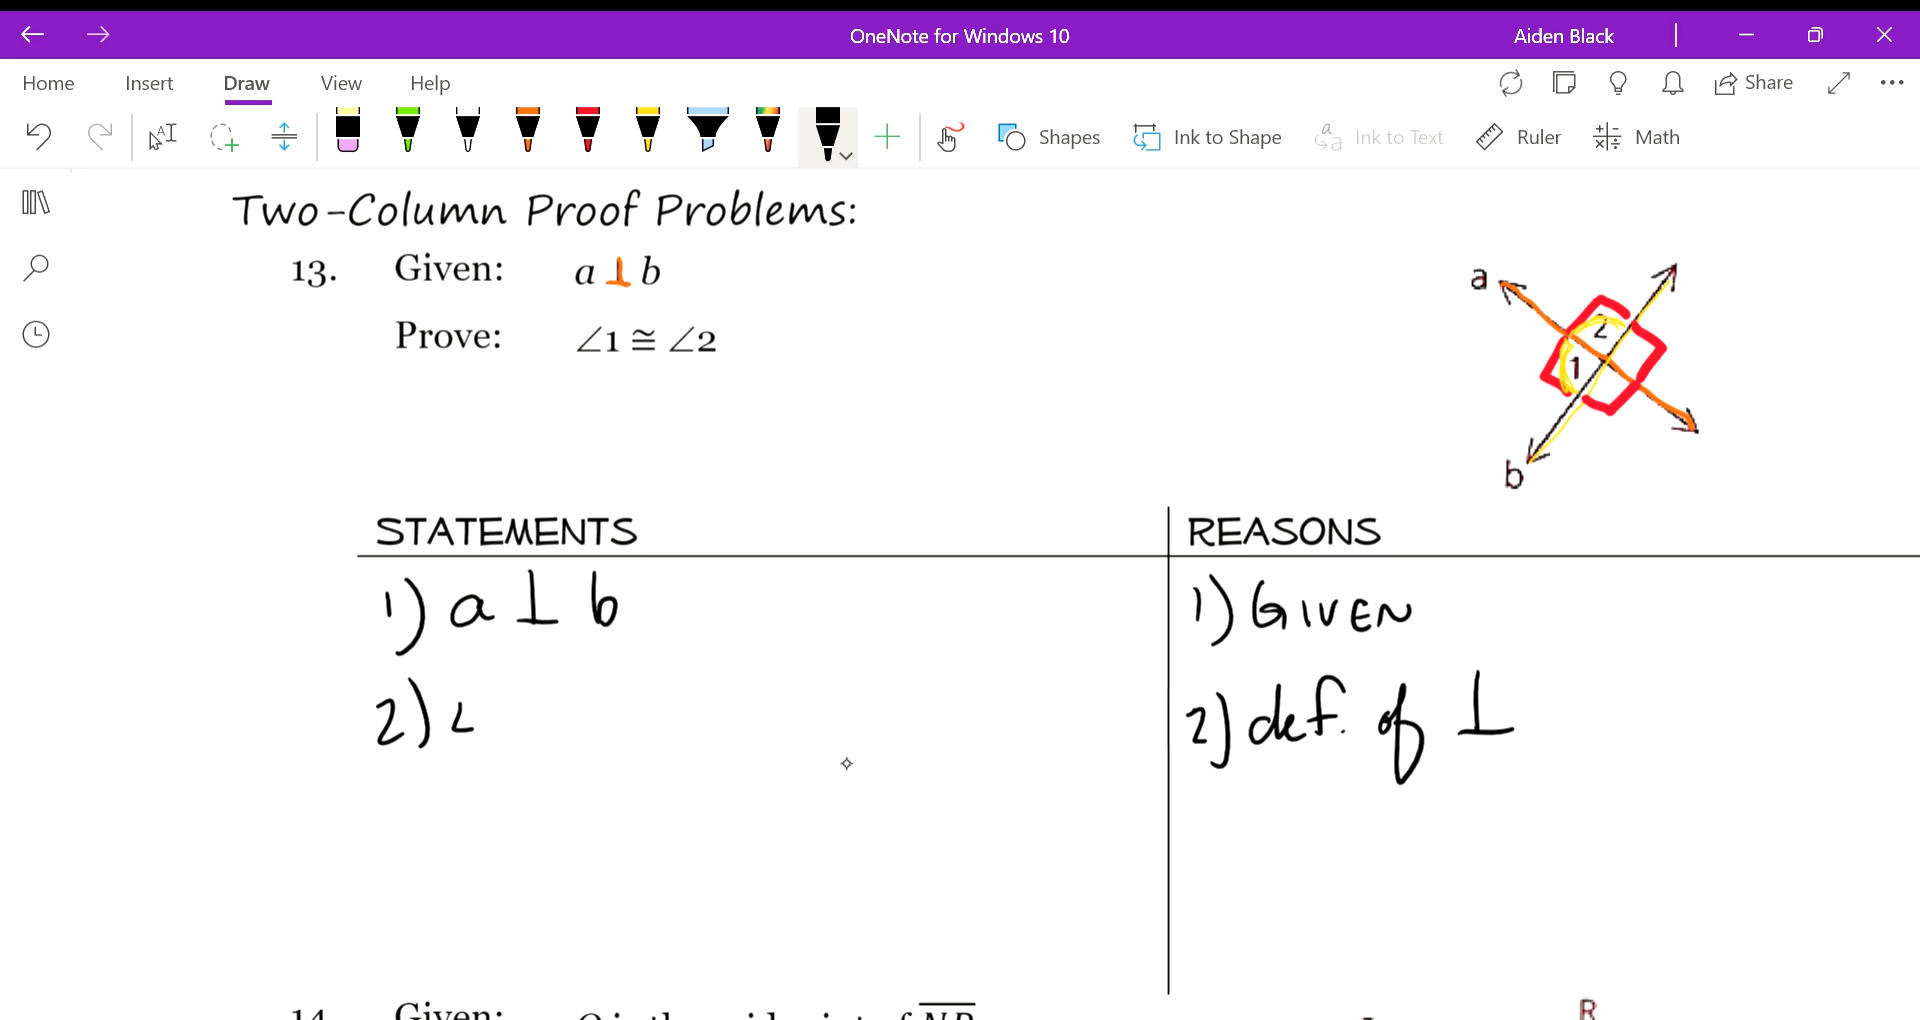 OneNote for Windows 10
Aiden Black
Home Insert Draw View Help
Share
Shapes Ink to Shape Ink to Text Ruler Math
Two-Column Proof Problems:
13. Given: a ⊥ b
Prove: ∠1 ≅ ∠2
a
2
1
b
STATEMENTS REASONS
1) a ⊥ b 1) GIVEN
2) ∠ 2) def. of ⊥
14. Given:
R